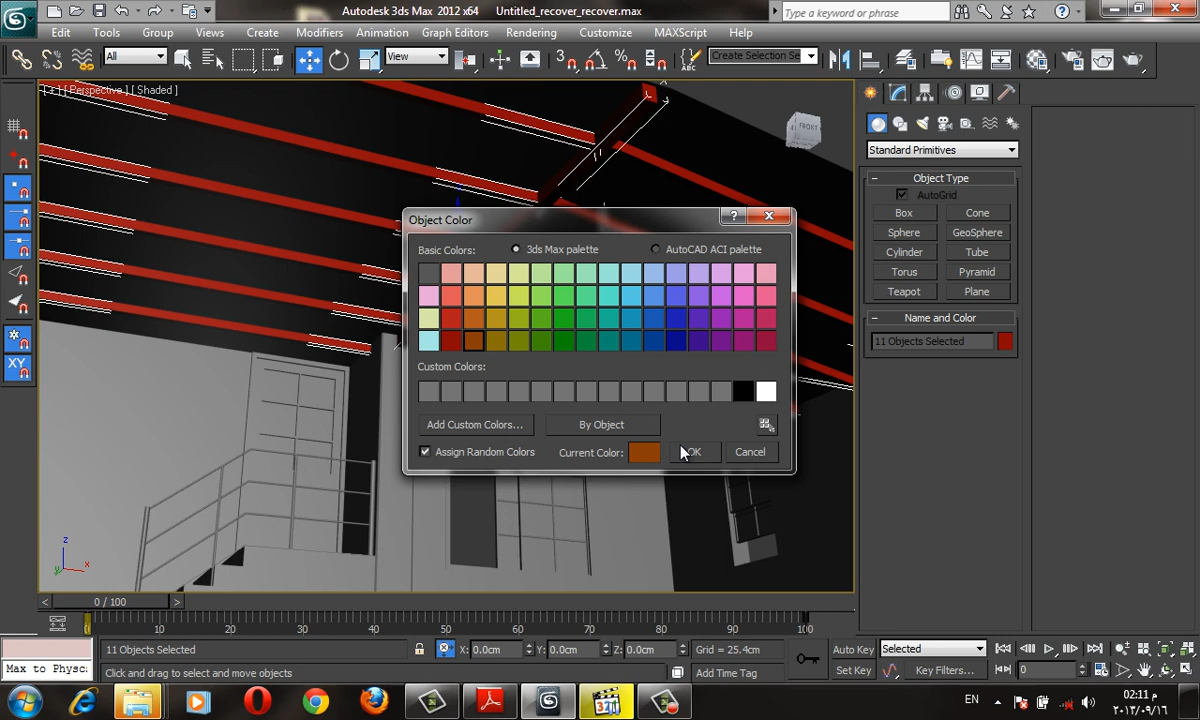 Autodesk 3ds Max 2012 x64    Untitled_recover_recover.max
Type a keyword or phrase
Edit Tools Group Views Create Modifiers Animation Graph Editors Rendering Customize MAXScript Help
All
View
Create Selection Se
[ + ] [ Perspective ] [ Shaded ]
FRONT
Standard Primitives
Object Type
AutoGrid
Box Cone
Sphere GeoSphere
Cylinder Tube
Torus Pyramid
Teapot Plane
Name and Color
11 Objects Selected
XY
Object Color
Basic Colors: 3ds Max palette AutoCAD ACI palette
Custom Colors:
Add Custom Colors... By Object
Assign Random Colors Current Color: OK Cancel
z
x
y
0 / 100
0 10 20 30 40 50 60 70 80 90 100
11 Objects Selected X: 0.0cm Y: 0.0cm Z: 0.0cm Grid = 25.4cm Auto Key Selected
Max to Physc
Click and drag to select and move objects Add Time Tag Set Key Key Filters... 0
EN
02:11 م
٢٠١٣/٠٩/١٦